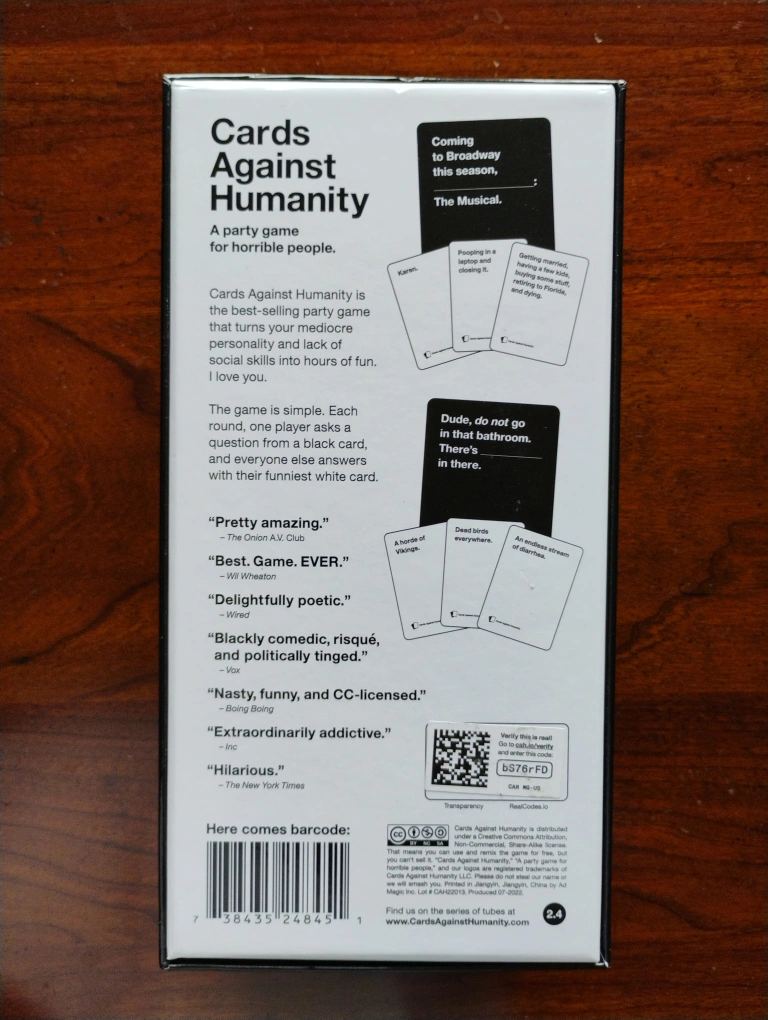 Cards
Against
Humanity
A party game
for horrible people.
Cards Against Humanity is
the best-selling party game
that turns your mediocre
personality and lack of
social skills into hours of fun.
I love you.
The game is simple. Each
round, one player asks a
question from a black card,
and everyone else answers
with their funniest white card.
"Pretty amazing."
– The Onion A.V. Club
"Best. Game. EVER."
– Wil Wheaton
"Delightfully poetic."
– Wired
"Blackly comedic, risqué,
and politically tinged."
– Vox
"Nasty, funny, and CC-licensed."
– Boing Boing
"Extraordinarily addictive."
– Inc
"Hilarious."
– The New York Times
Here comes barcode:
7 38435 24845 1
Coming
to Broadway
this season,
____________:
The Musical.
Karen.
Pooping in a
laptop and
closing it.
Getting married,
having a few kids,
buying some stuff,
retiring to Florida,
and dying.
Dude, do not go
in that bathroom.
There's ________
in there.
A horde of
Vikings.
Dead birds
everywhere.
An endless stream
of diarrhea.
Verify this is real!
Go to cah.io/verify
and enter this code:
bS76rFD
CAH MG-US
Transparency
RealCodes.io
cc BY NC SA
Cards Against Humanity is distributed
under a Creative Commons Attribution,
Non-Commercial, Share-Alike license.
That means you can use and remix the game for free, but
you can't sell it. "Cards Against Humanity," "A party game for
horrible people," and our logos are registered trademarks of
Cards Against Humanity LLC. Please do not steal our name or
we will smash you. Printed in Jiangyin, Jiangyin, China by Ad
Magic Inc. Lot # CAH22013. Produced 07-2022.
Find us on the series of tubes at
www.CardsAgainstHumanity.com
2.4